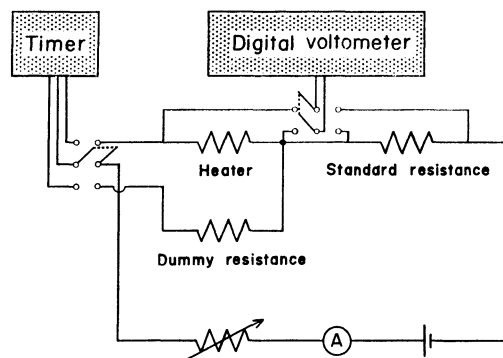 Timer
Digital voltometer
Heater
Standard resistance
Dummy resistance
A